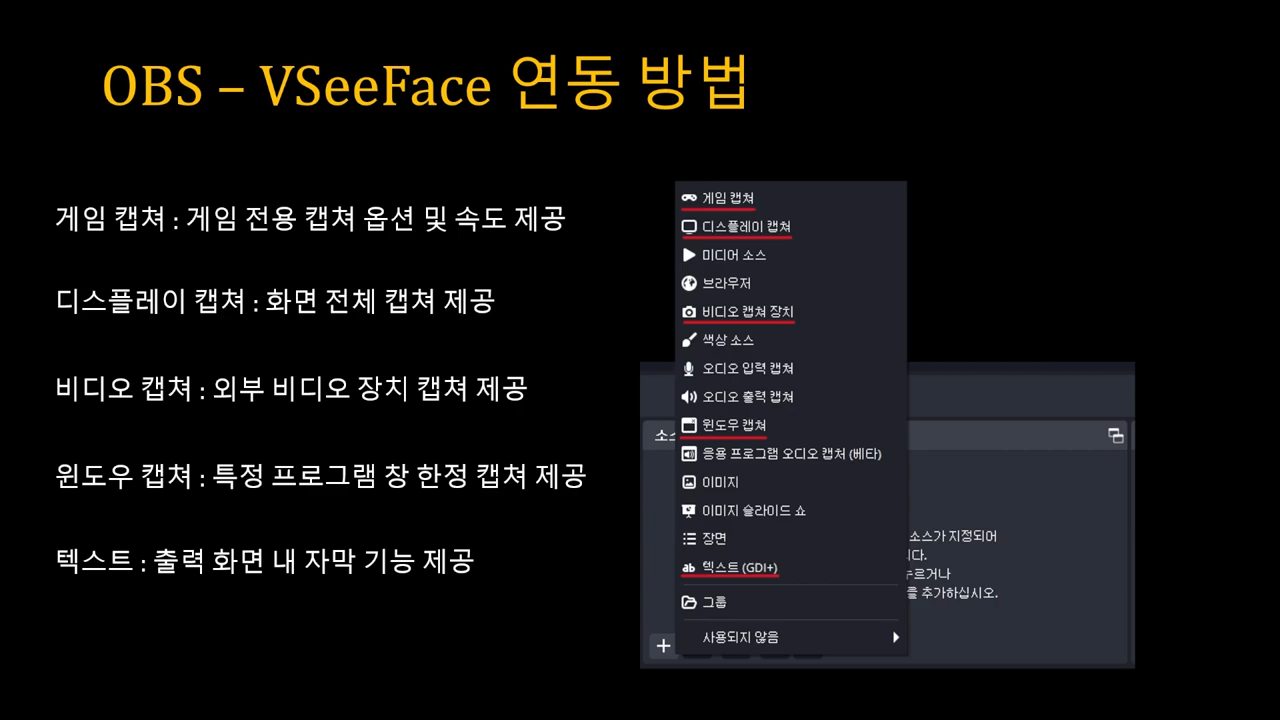 OBS – VSeeFace 연동 방법
게임 캡쳐 : 게임 전용 캡쳐 옵션 및 속도 제공
디스플레이 캡쳐 : 화면 전체 캡쳐 제공
비디오 캡쳐 : 외부 비디오 장치 캡쳐 제공
윈도우 캡쳐 : 특정 프로그램 창 한정 캡쳐 제공
텍스트 : 출력 화면 내 자막 기능 제공
게임 캡쳐
디스플레이 캡쳐
미디어 소스
브라우저
비디오 캡쳐 장치
색상 소스
오디오 입력 캡쳐
오디오 출력 캡쳐
윈도우 캡쳐
응용 프로그램 오디오 캡처 (베타)
이미지
이미지 슬라이드 쇼
장면
ab 텍스트 (GDI+)
그룹
사용되지 않음
소스가 지정되어
니다.
누르거나
를 추가하십시오.